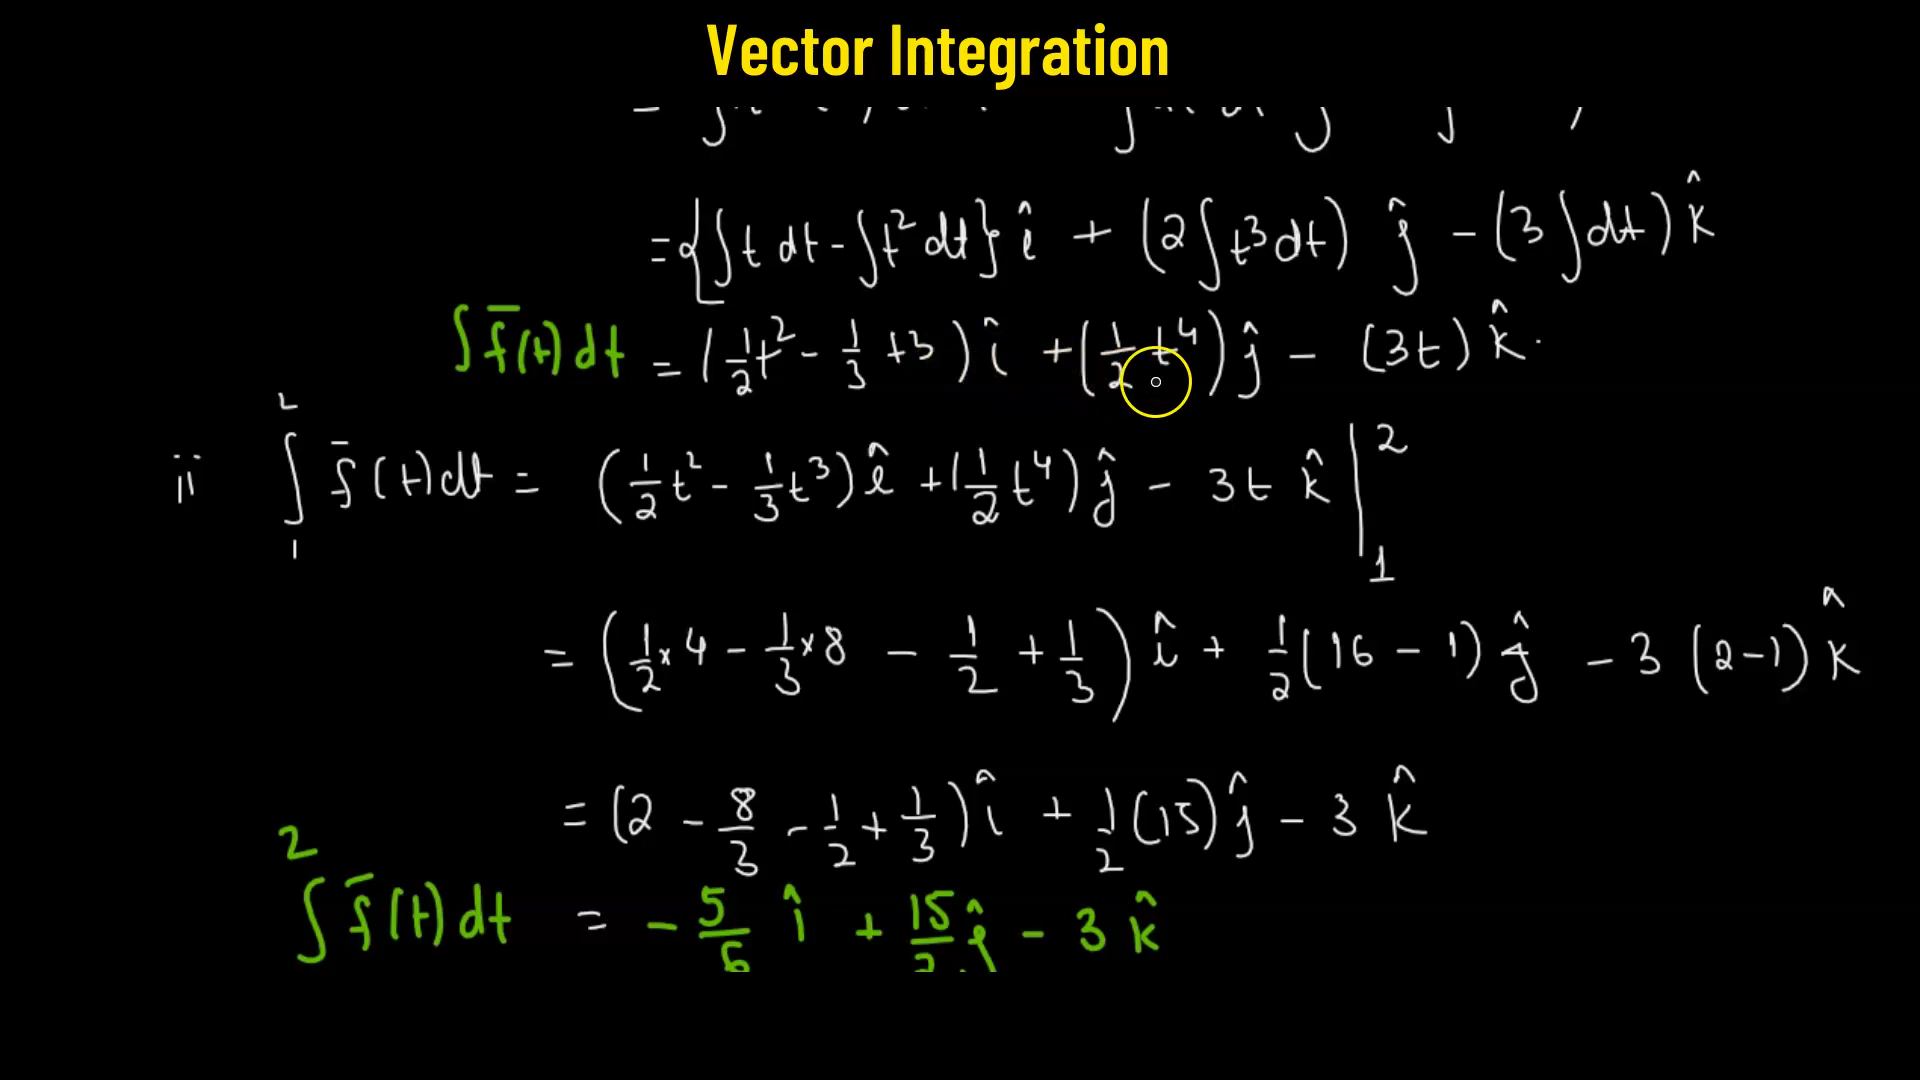 Vector Integration
= {∫t dt - ∫t² dt} î + (2∫t³dt) ĵ - (3∫dt) k̂
∫f̄(t)dt = (1/2 t² - 1/3 t3) î + (1/2 t⁴) ĵ - (3t) k̂.
ii ∫₁² f̄(t)dt = (1/2 t² - 1/3 t³) î + (1/2 t⁴) ĵ - 3t k̂ |₁²
= (1/2 × 4 - 1/3 × 8 - 1/2 + 1/3) î + 1/2 (16 - 1) ĵ - 3 (2-1) k̂
= (2 - 8/3 - 1/2 + 1/3) î + 1/2 (15) ĵ - 3 k̂
∫² f̄(t)dt = - 5/6 î + 15/2 ĵ - 3 k̂